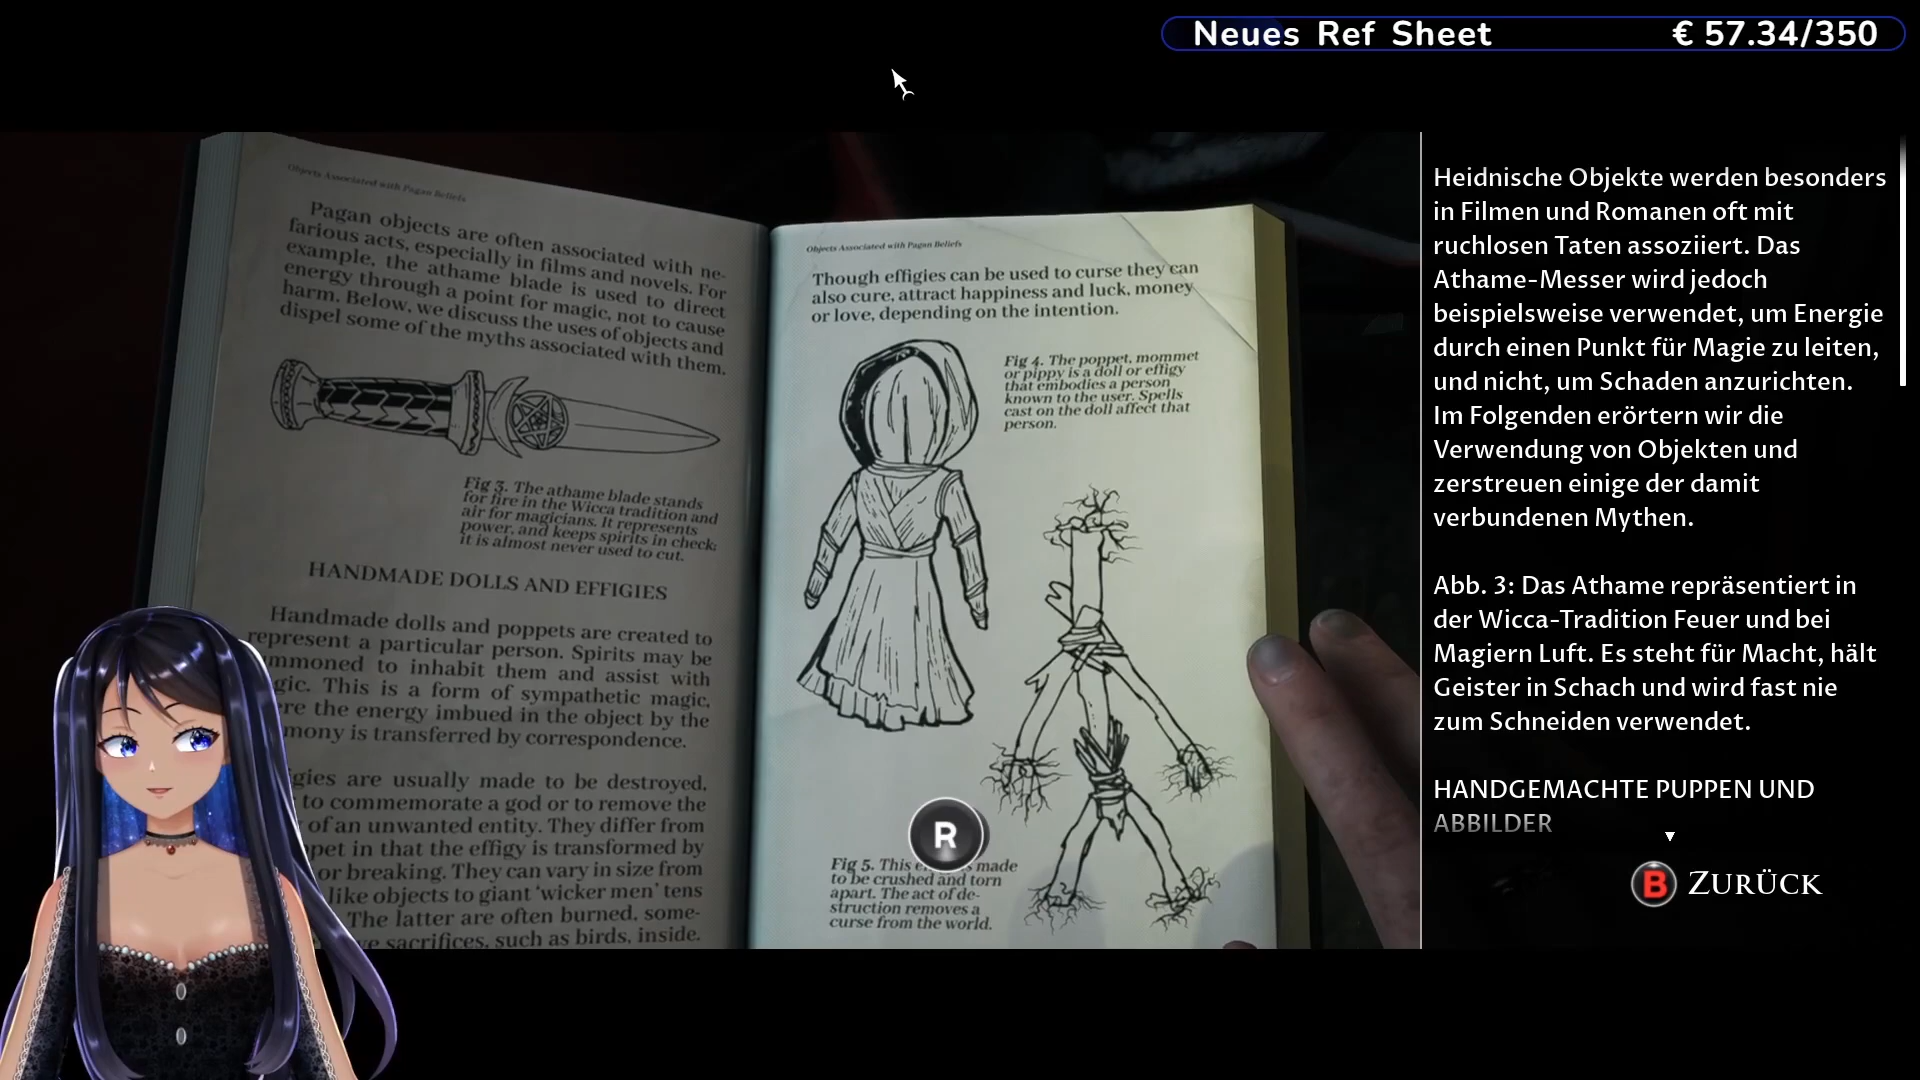 Neues Ref Sheet € 57.34/350
Objects Associated with Pagan Beliefs
Pagan objects are often associated with ne-
farious acts, especially in films and novels. For
example, the athame blade is used to direct
energy through a point for magic, not to cause
harm. Below, we discuss the uses of objects and
dispel some of the myths associated with them.
Fig 3. The athame blade stands
for fire in the Wicca tradition and
air for magicians. It represents
power, and keeps spirits in check;
it is almost never used to cut.
HANDMADE DOLLS AND EFFIGIES
Handmade dolls and poppets are created to
represent a particular person. Spirits may be
mmoned to inhabit them and assist with
gic. This is a form of sympathetic magic,
ere the energy imbued in the object by the
mony is transferred by correspondence.
igies are usually made to be destroyed,
to commemorate a god or to remove the
of an unwanted entity. They differ from
ppet in that the effigy is transformed by
or breaking. They can vary in size from
like objects to giant ‘wicker men’ tens
The latter are often burned, some-
ve sacrifices, such as birds, inside.
Objects Associated with Pagan Beliefs
Though effigies can be used to curse they can
also cure, attract happiness and luck, money
or love, depending on the intention.
Fig 4. The poppet, mommet
or pippy is a doll or effigy
that embodies a person
known to the user. Spells
cast on the doll affect that
person.
R
Fig 5. This e s made
to be crushed and torn
apart. The act of de-
struction removes a
curse from the world.
Heidnische Objekte werden besonders
in Filmen und Romanen oft mit
ruchlosen Taten assoziiert. Das
Athame-Messer wird jedoch
beispielsweise verwendet, um Energie
durch einen Punkt für Magie zu leiten,
und nicht, um Schaden anzurichten.
Im Folgenden erörtern wir die
Verwendung von Objekten und
zerstreuen einige der damit
verbundenen Mythen.
Abb. 3: Das Athame repräsentiert in
der Wicca-Tradition Feuer und bei
Magiern Luft. Es steht für Macht, hält
Geister in Schach und wird fast nie
zum Schneiden verwendet.
HANDGEMACHTE PUPPEN UND
ABBILDER
B ZURÜCK